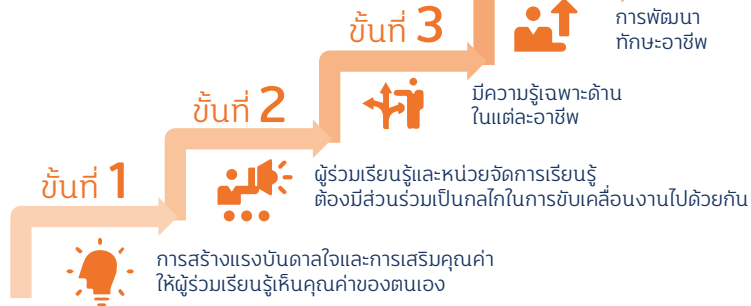 การพัฒนา
ทักษะอาชีพ
ขั้นที่ 3
มีความรู้เฉพาะด้าน
ในแต่ละอาชีพ
ขั้นที่ 2
ผู้ร่วมเรียนรู้และหน่วยจัดการเรียนรู้
ต้องมีส่วนร่วมเป็นกลไกในการขับเคลื่อนงานไปด้วยกัน
ขั้นที่ 1
การสร้างแรงบันดาลใจและการเสริมคุณค่า
ให้ผู้ร่วมเรียนรู้เห็นคุณค่าของตนเอง